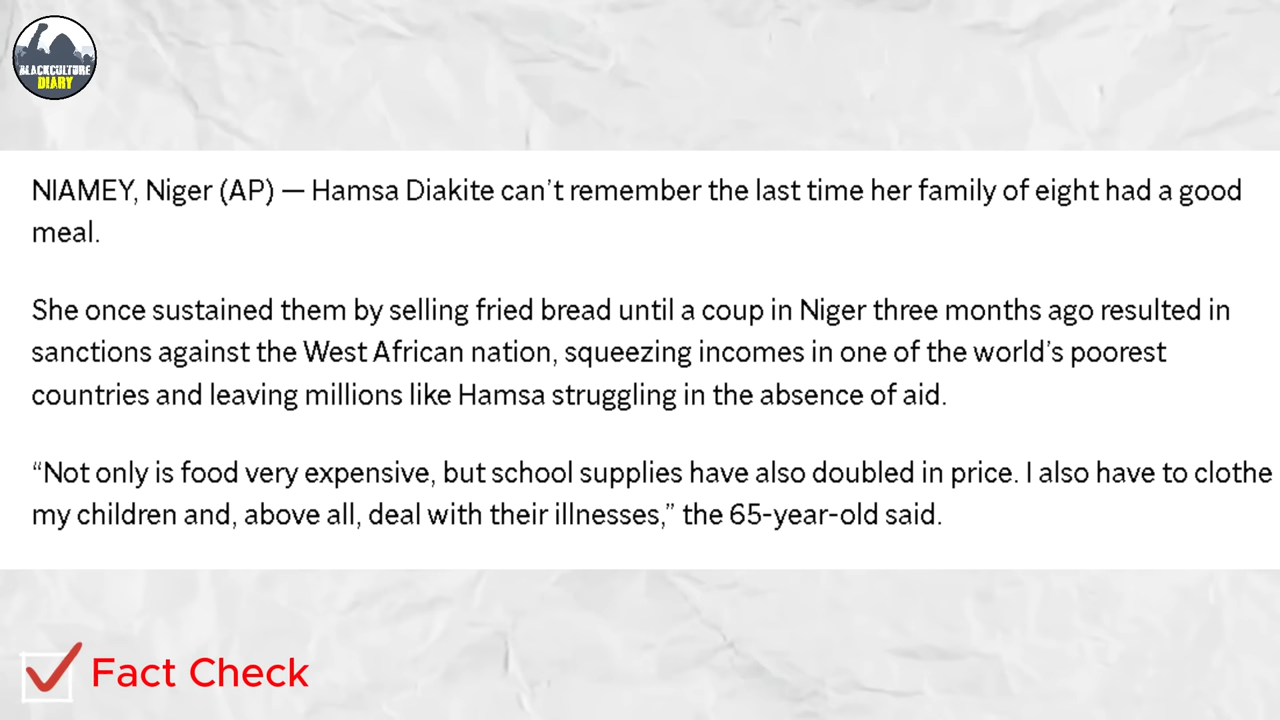 BLACKCULTURE
DIARY
NIAMEY, Niger (AP) — Hamsa Diakite can’t remember the last time her family of eight had a good
meal.
She once sustained them by selling fried bread until a coup in Niger three months ago resulted in
sanctions against the West African nation, squeezing incomes in one of the world’s poorest
countries and leaving millions like Hamsa struggling in the absence of aid.
“Not only is food very expensive, but school supplies have also doubled in price. I also have to clothe
my children and, above all, deal with their illnesses,” the 65-year-old said.
Fact Check